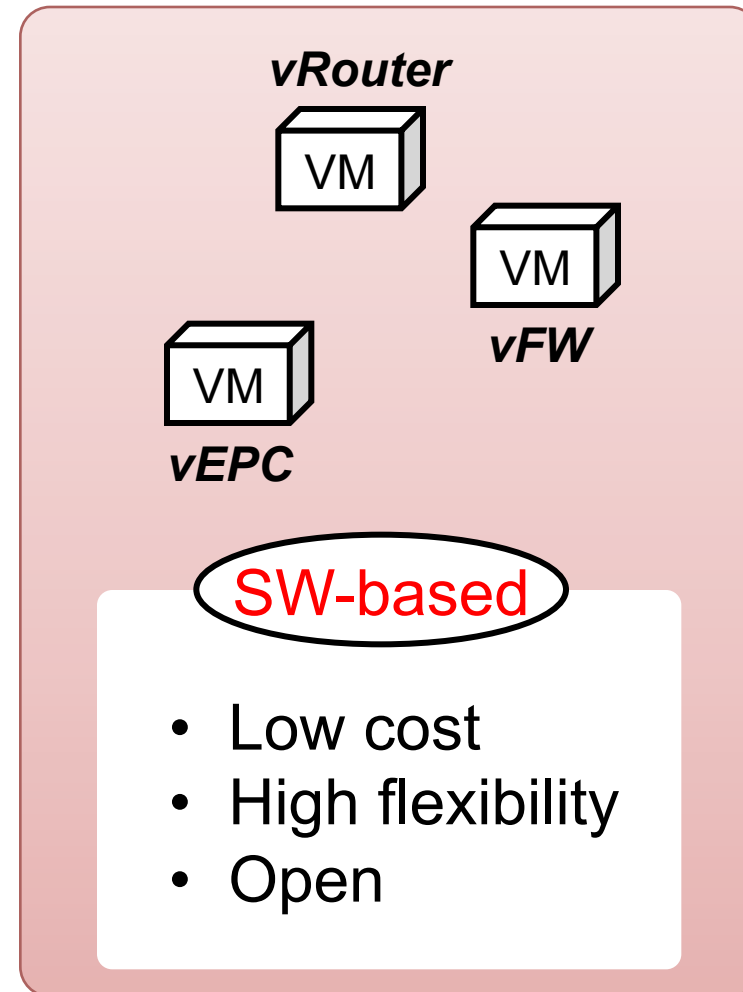 vRouter
VM
VM
vFW
VM
vEPC
SW-based
• Low cost
• High flexibility
• Open